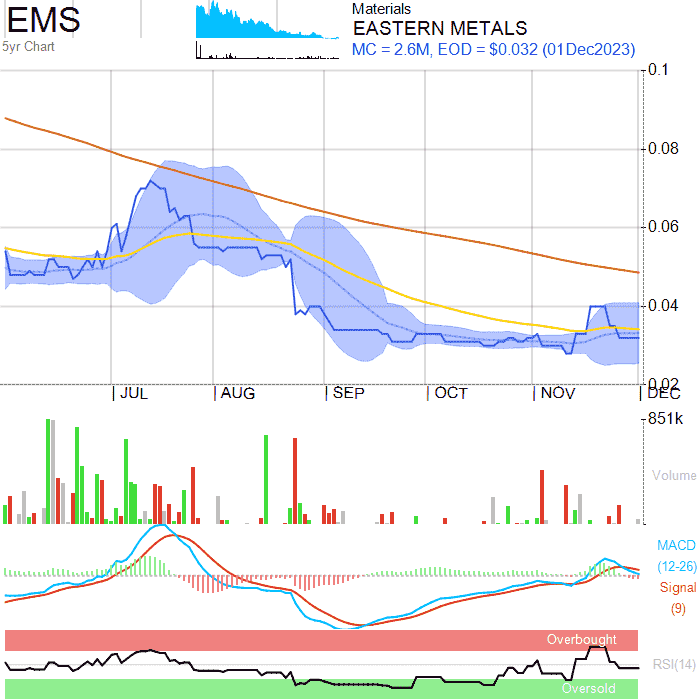 EMS
5yr Chart
Materials
EASTERN METALS
MC = 2.6M, EOD = $0.032 (01Dec2023)
0.1
0.08
0.06
0.04
0.02
JUL
AUG
SEP
OCT
NOV
DEC
851k
Volume
MACD
(12-26)
Signal
(9)
Overbought
RSI(14)
Oversold